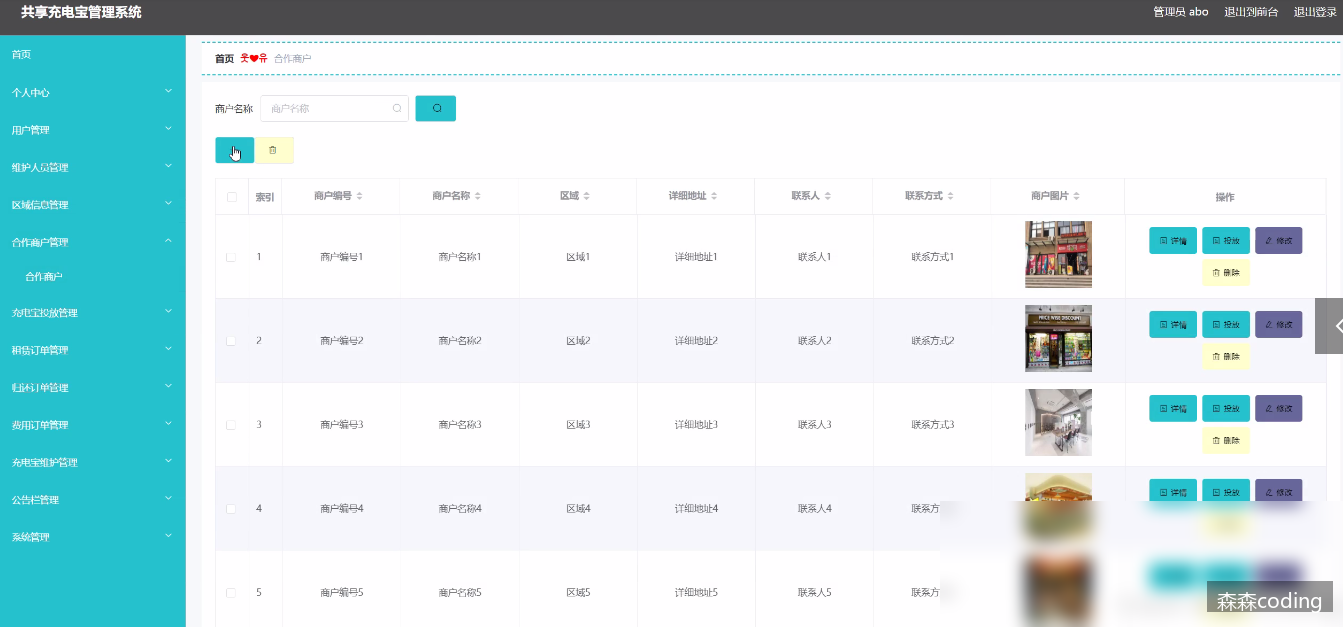 共享充电宝管理系统
管理员 abo 退出到前台 退出登录
首页
个人中心
用户管理
维护人员管理
区域信息管理
合作商户管理
合作商户
充电宝投放管理
租赁订单管理
归还订单管理
费用订单管理
充电宝维护管理
公告栏管理
系统管理
首页 웃❤유 合作商户
商户名称 商户名称
索引 商户编号 商户名称 区域 详细地址 联系人 联系方式 商户图片 操作
1 商户编号1 商户名称1 区域1 详细地址1 联系人1 联系方式1 详情 投放 修改
删除
2 商户编号2 商户名称2 区域2 详细地址2 联系人2 联系方式2 详情 投放 修改
删除
3 商户编号3 商户名称3 区域3 详细地址3 联系人3 联系方式3 详情 投放 修改
删除
4 商户编号4 商户名称4 区域4 详细地址4 联系人4 联系方 详情 投放 修改
5 商户编号5 商户名称5 区域5 详细地址5 联系人5 联系方
森森coding